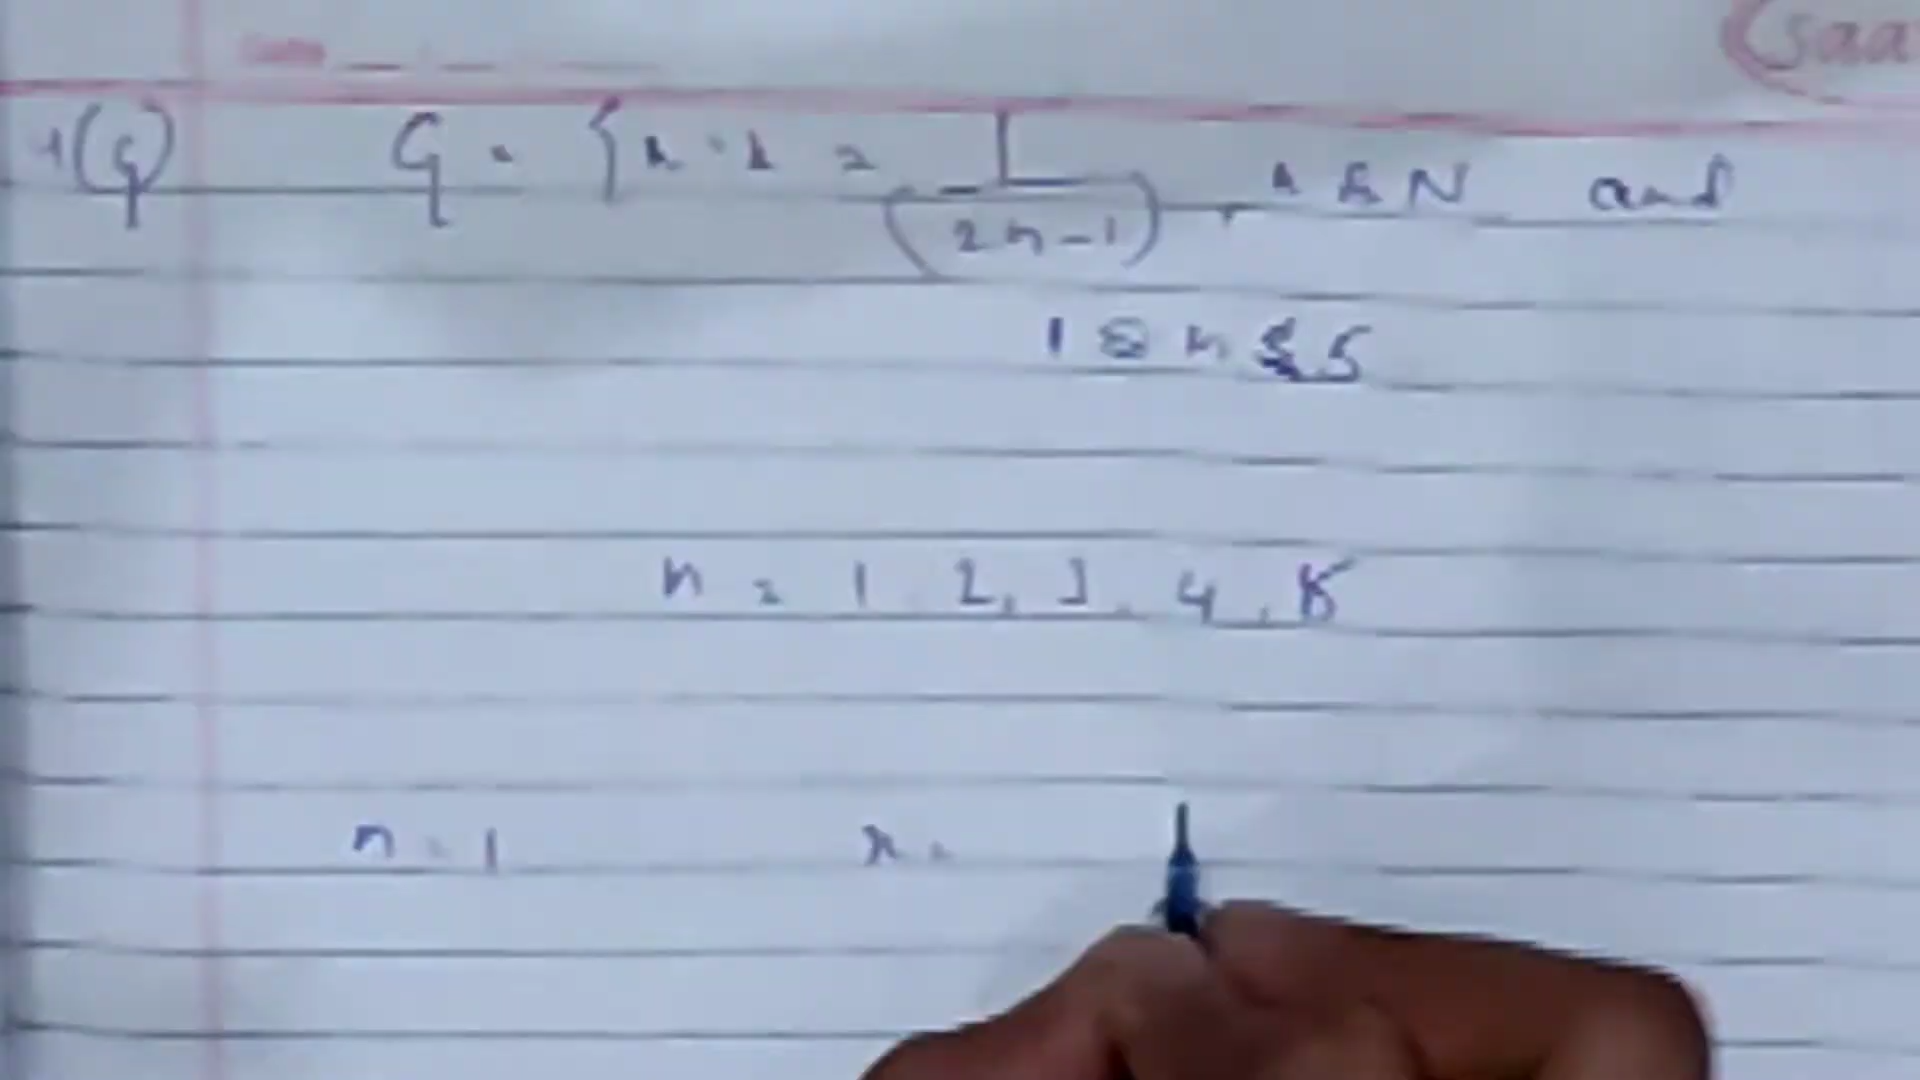 1(G) G = {x : x = 1/(2n-1), n ∈ N and
1 ≤ n ≤ 5
n = 1 2, 3, 4, 5
n = 1 x =